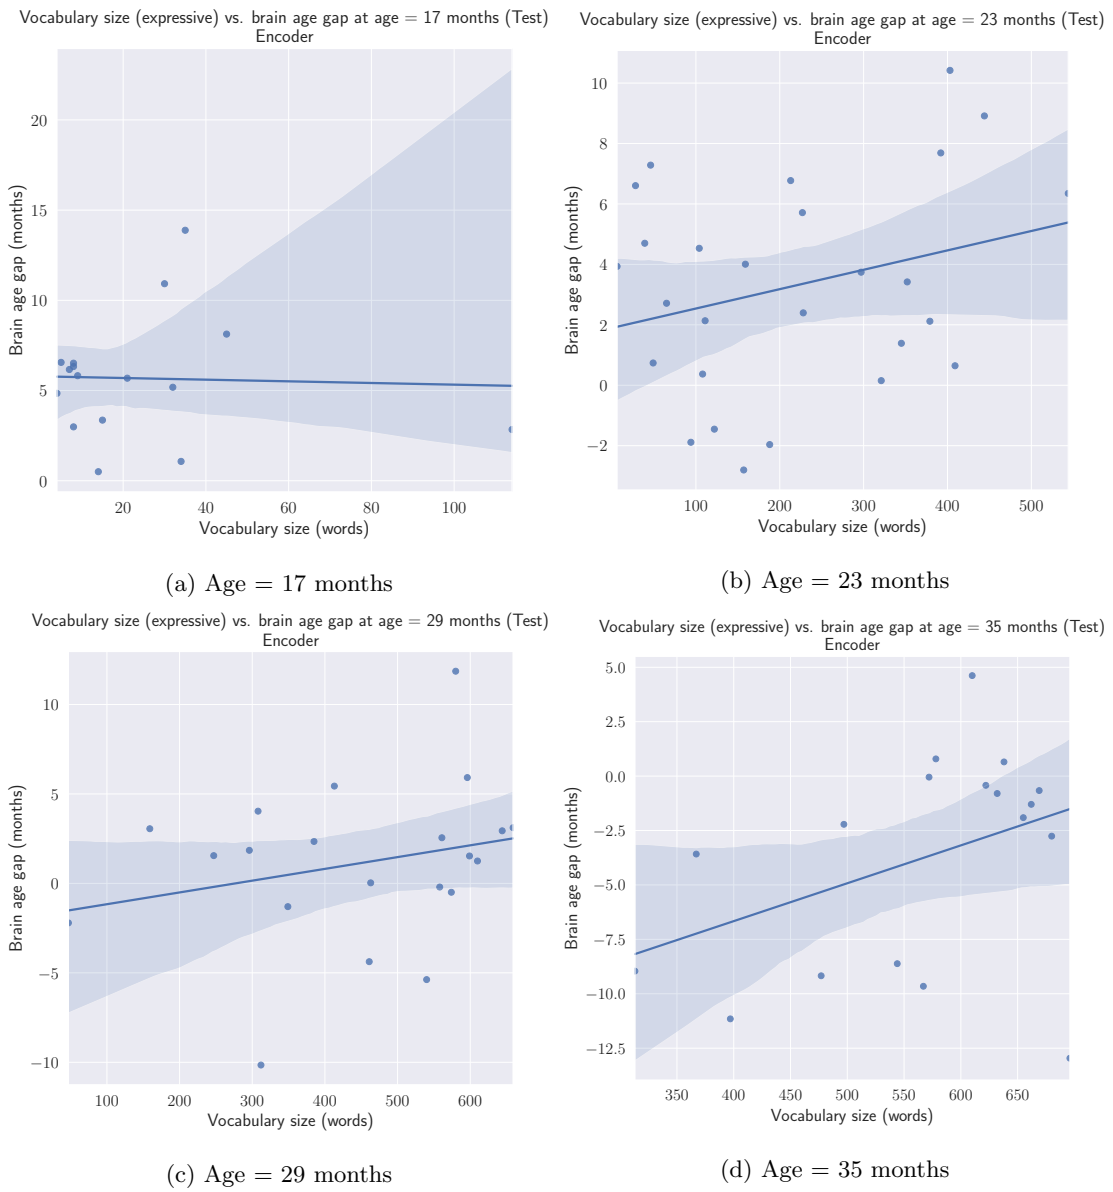 Vocabulary size (expressive) vs. brain age gap at age = 17 months (Test)
Encoder
Brain age gap (months)
20
15
10
5
0
20 40 60 80 100
Vocabulary size (words)
(a) Age = 17 months
Vocabulary size (expressive) vs. brain age gap at age = 23 months (Test)
Encoder
Brain age gap (months)
10
8
6
4
2
0
−2
100 200 300 400 500
Vocabulary size (words)
(b) Age = 23 months
Vocabulary size (expressive) vs. brain age gap at age = 29 months (Test)
Encoder
Brain age gap (months)
10
5
0
−5
−10
100 200 300 400 500 600
Vocabulary size (words)
(c) Age = 29 months
Vocabulary size (expressive) vs. brain age gap at age = 35 months (Test)
Encoder
Brain age gap (months)
5.0
2.5
0.0
−2.5
−5.0
−7.5
−10.0
−12.5
350 400 450 500 550 600 650
Vocabulary size (words)
(d) Age = 35 months